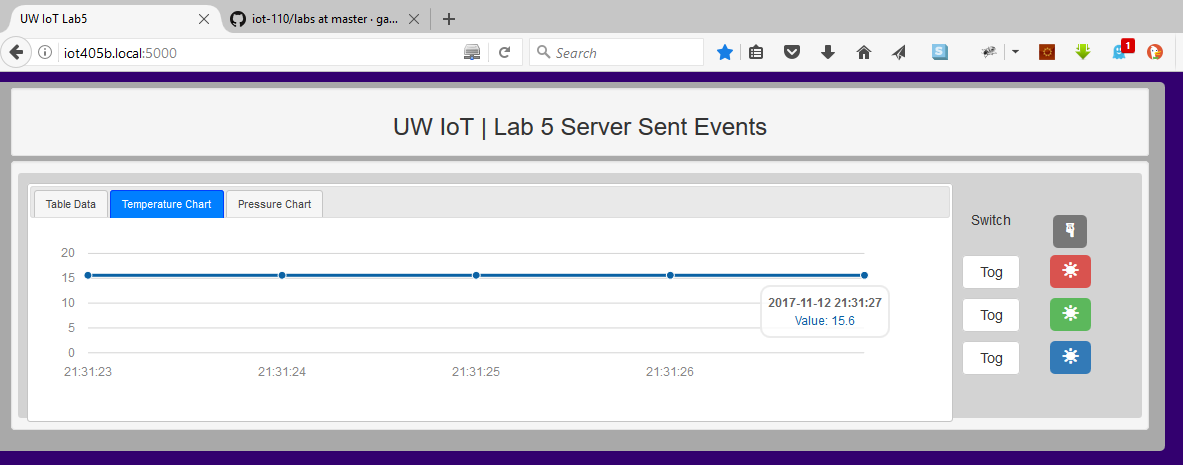 UW IoT Lab5
iot-110/labs at master · ga...
iot405b.local:5000
Search
S
1
UW IoT | Lab 5 Server Sent Events
Table Data
Temperature Chart
Pressure Chart
Switch
20
15
10
5
0
2017-11-12 21:31:27
Value: 15.6
21:31:23
21:31:24
21:31:25
21:31:26
Tog
Tog
Tog